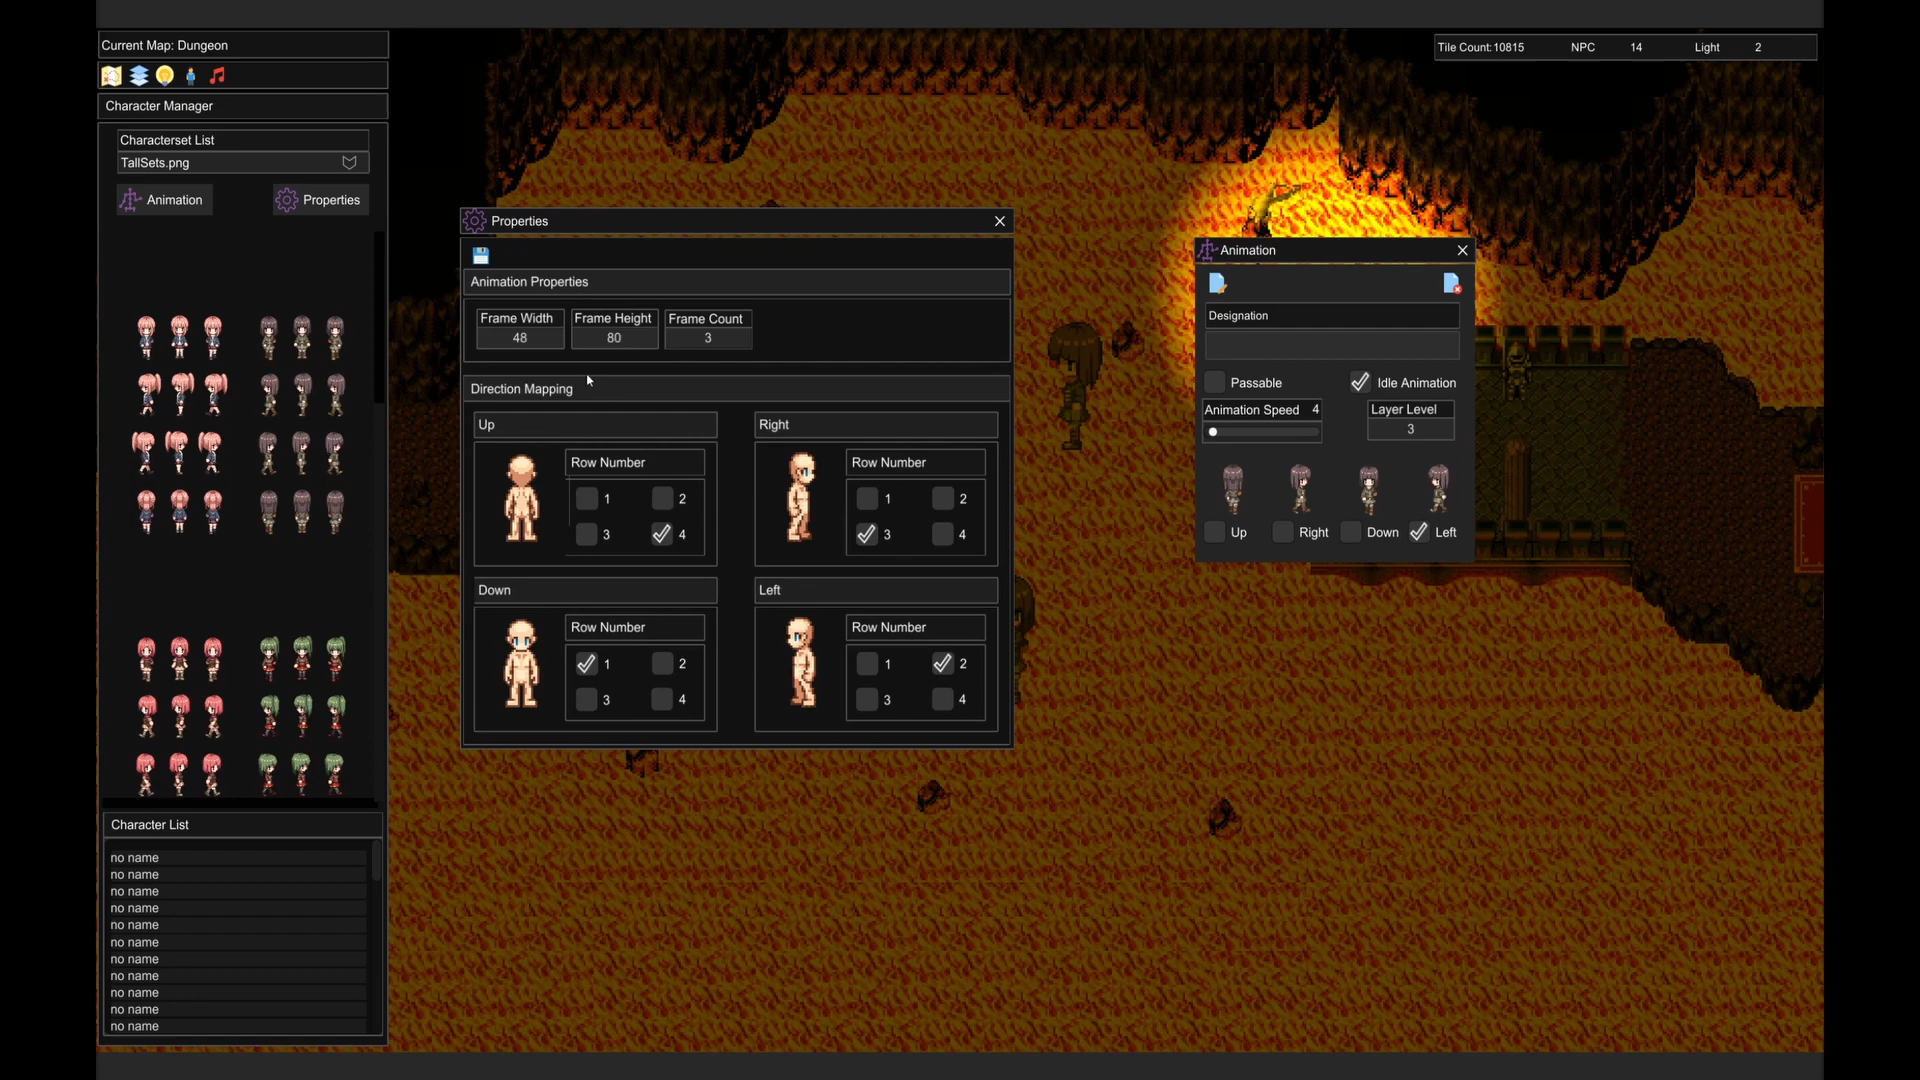 Current Map: Dungeon
Tile Count:10815 NPC 14 Light 2
Character Manager
Characterset List
TallSets.png
Animation Properties
Properties
Animation Properties
Frame Width Frame Height Frame Count
48 80 3
Direction Mapping
Up
Row Number
1 2
3 4
Right
Row Number
1 2
3 4
Down
Row Number
1 2
3 4
Left
Row Number
1 2
3 4
Animation
Designation
Passable Idle Animation
Animation Speed 4 Layer Level
3
Up Right Down Left
Character List
no name
no name
no name
no name
no name
no name
no name
no name
no name
no name
no name